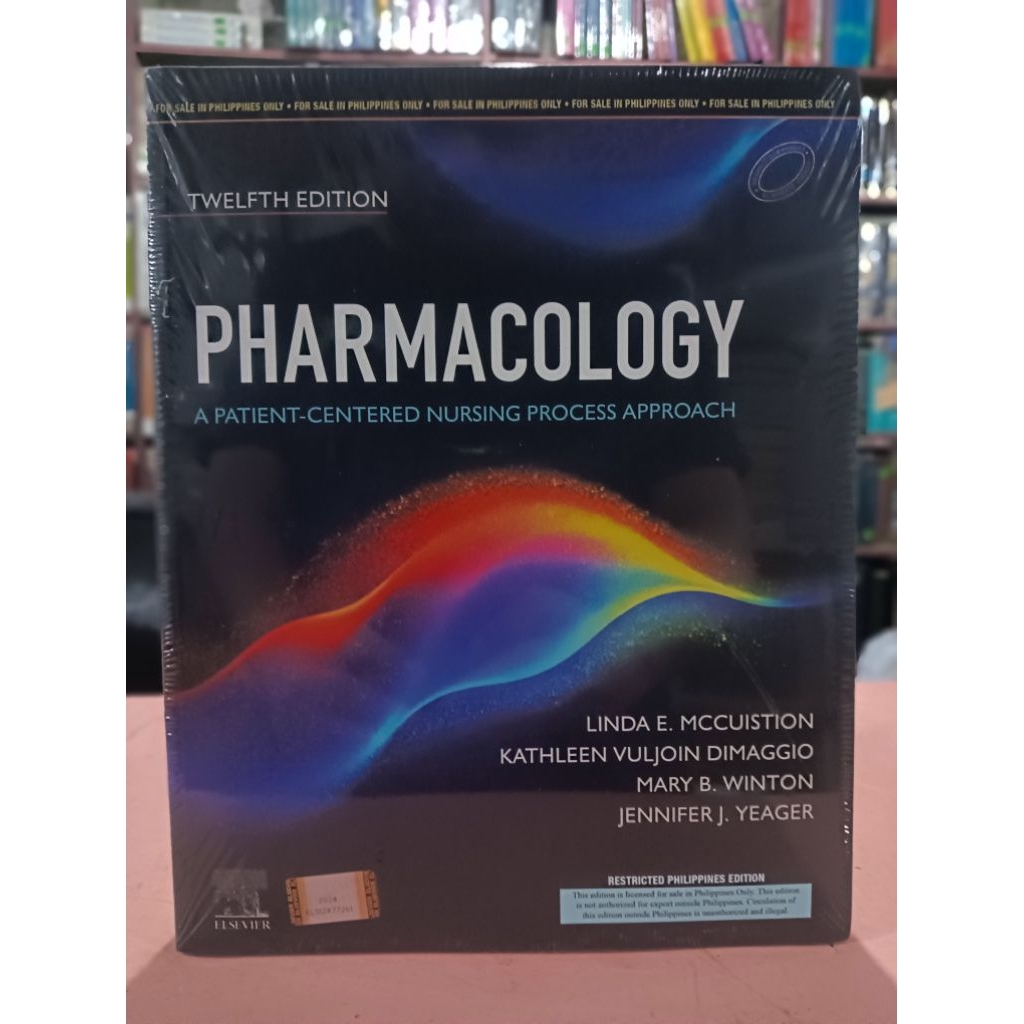 FOR SALE IN PHILIPPINES ONLY • FOR SALE IN PHILIPPINES ONLY • FOR SALE IN PHILIPPINES ONLY • FOR SALE IN PHILIPPINES ONLY • FOR SALE IN PHILIPPINES ONLY
TWELFTH EDITION
PHARMACOLOGY
A PATIENT-CENTERED NURSING PROCESS APPROACH
LINDA E. MCCUISTION
KATHLEEN VULJOIN DIMAGGIO
MARY B. WINTON
JENNIFER J. YEAGER
RESTRICTED PHILIPPINES EDITION
This edition is licensed for sale in Philippines Only. This edition
is not authorized for export outside Philippines. Circulation of
this edition outside Philippines is unauthorized and illegal
2024
ELSEVIER